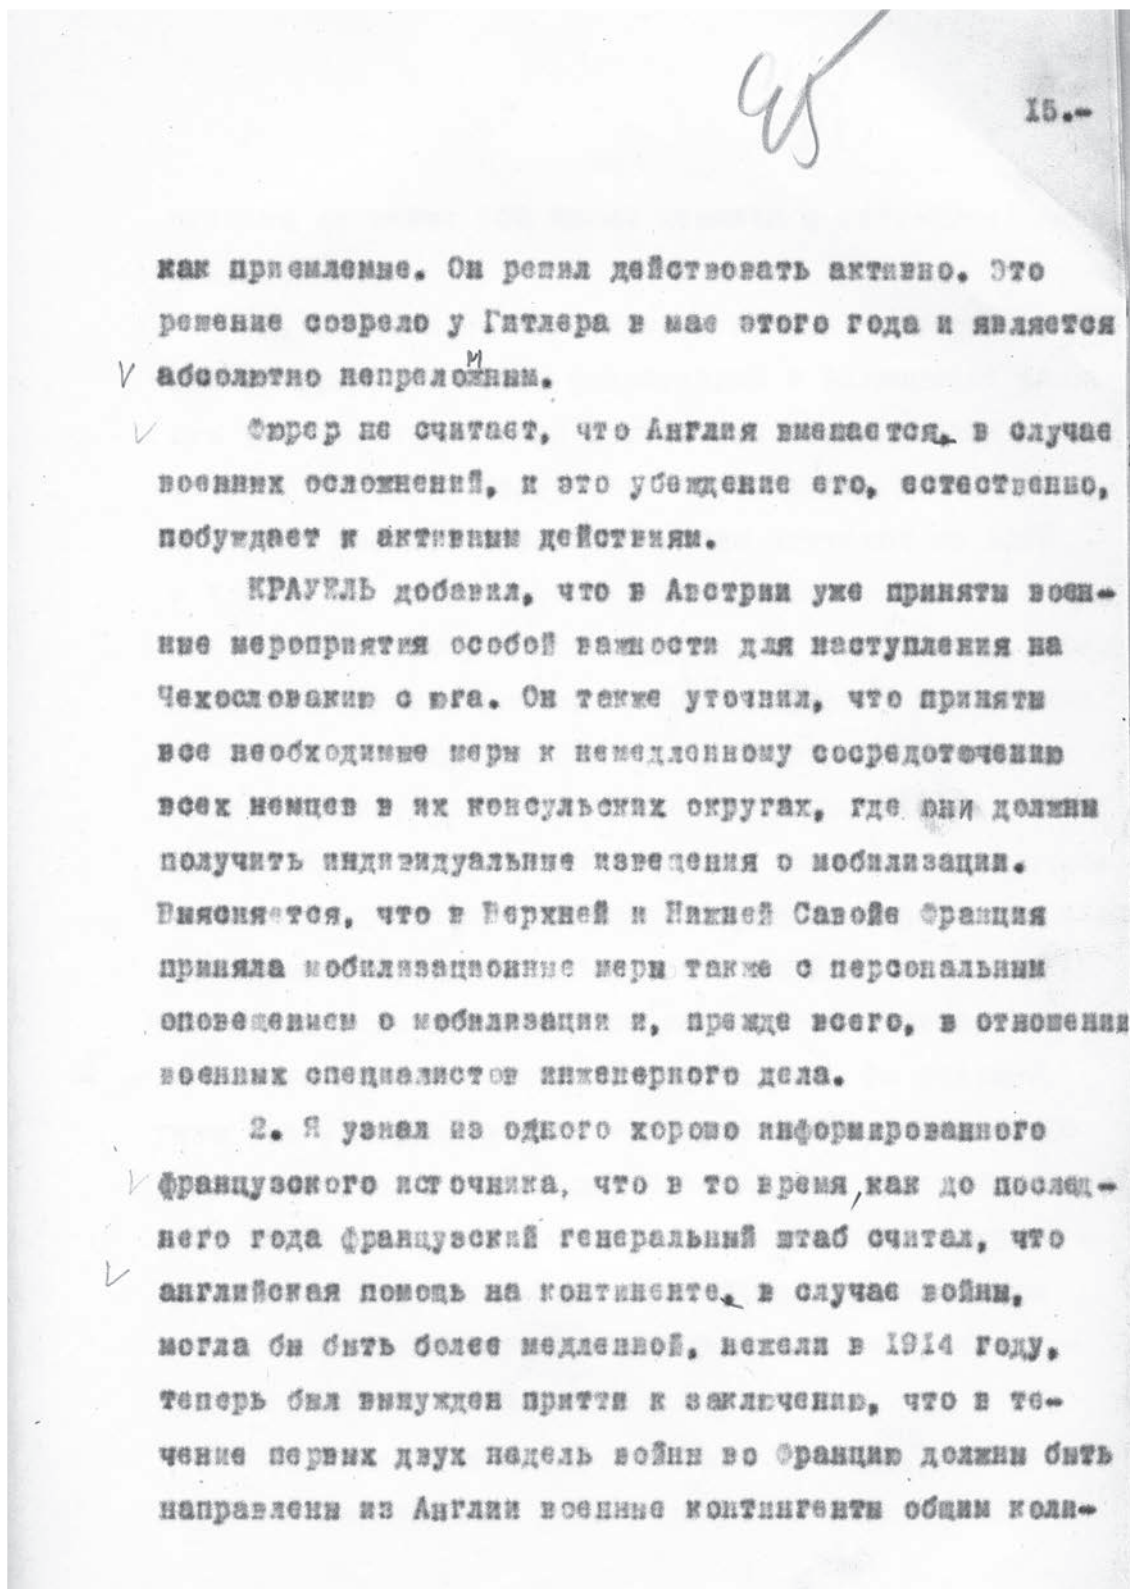 95
15.-
как приемлемые. Он решил действовать активно. Это
решение созрело у Гитлера в мае этого года и является
абсолютно непреломным.
Фюрер не считает, что Англия вмешается, в случае
военных осложнений, и это убеждение его, естественно,
побуждает к активным действиям.
КРАУЕЛЬ добавил, что в Австрии уже приняты воен-
ные мероприятия особой важности для наступления на
Чехословакию с юга. Он также уточнил, что приняты
все необходимые меры к немедленному сосредоточению
всех немцев в их консульских округах, где они должны
получить индивидуальные изведения о мобилизации.
Выясняется, что в Верхней и Нижней Савойе Франция
приняла мобилизационные меры также с персональным
оповещением о мобилизации и, прежде всего, в отношении
военных специалистов инженерного дела.
2. Я узнал из одного хорошо информированного
французского источника, что в то время, как до послед-
него года французский генеральный штаб считал, что
английская помощь на континенте, в случае войны,
могла бы быть более медленной, нежели в 1914 году,
теперь был вынужден притти к заключению, что в те-
чение первых двух недель войны во Францию должны быть
направлены из Англии военные контингенты общим коли-